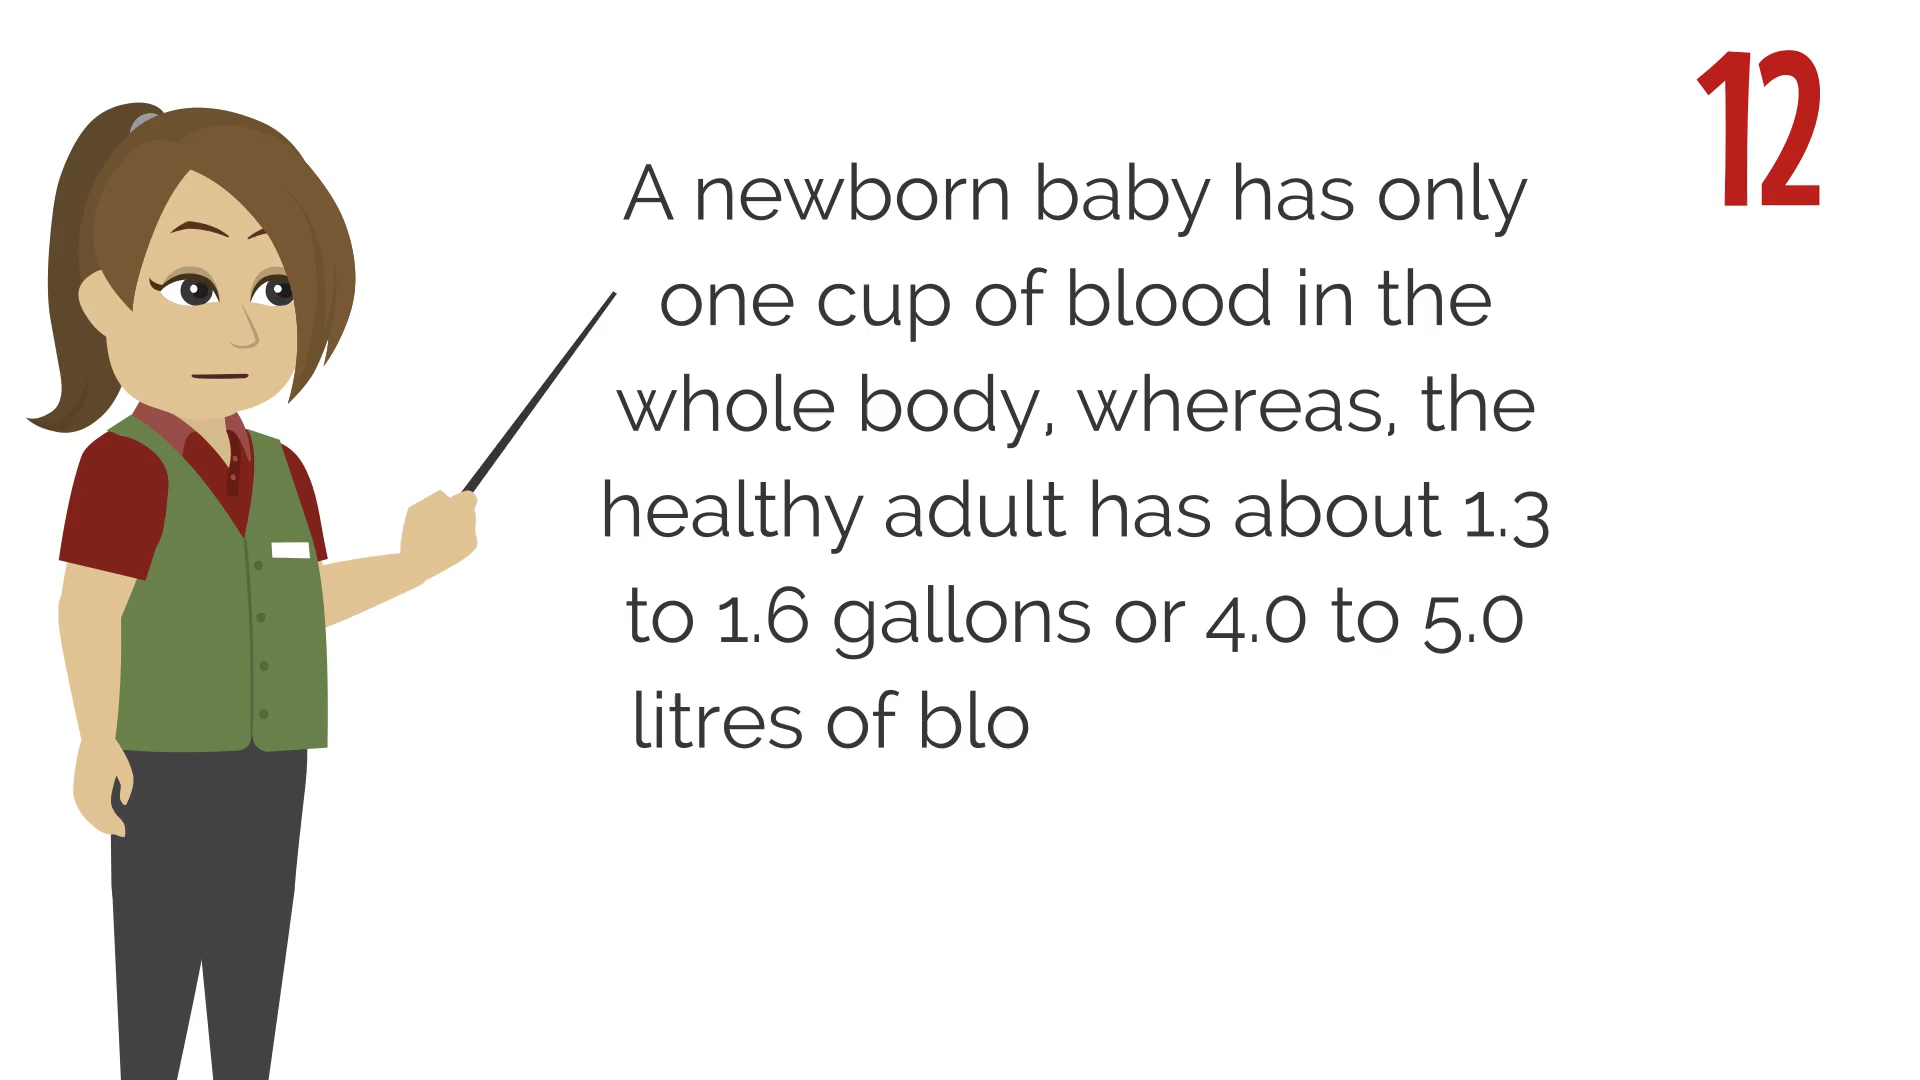 12
A newborn baby has only
one cup of blood in the
whole body, whereas, the
healthy adult has about 1.3
to 1.6 gallons or 4.0 to 5.0
litres of blo